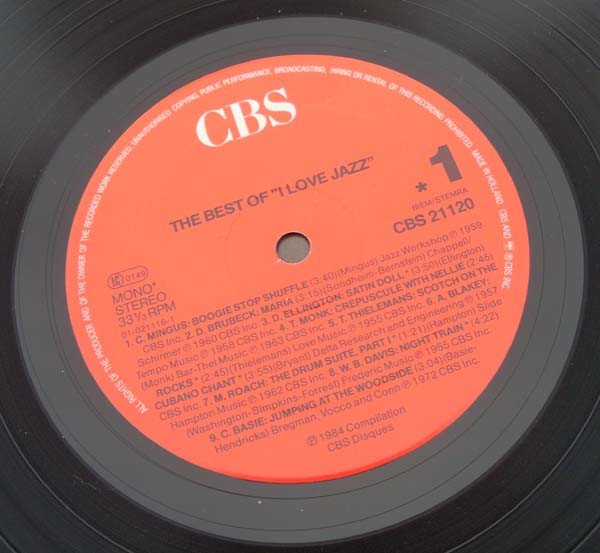 ALL RIGHTS OF THE PRODUCER AND OF THE OWNER OF THE RECORDED WORK RESERVED. UNAUTHORISED COPYING, PUBLIC PERFORMANCE, BROADCASTING, HIRING OR RENTAL OF THIS RECORDING PROHIBITED. MADE IN HOLLAND. CBS AND ® CBS INC.
CBS
THE BEST OF "I LOVE JAZZ"
* 1
BIEM/STEMRA
CBS 21120
LC 0149
MONO*
STEREO
33⅓ RPM
01-021116-1
1. C. MINGUS: BOOGIE STOP SHUFFLE (3:40)(Mingus) Jazz Workshop ℗ 1959
CBS Inc. 2. D. BRUBECK: MARIA (3:15)(Sondheim-Bernstein) Chappell/
Schirmer ℗ 1960 CBS Inc. 3. D. ELLINGTON: SATIN DOLL* (3:50)(Ellington)
Tempo Music ℗ 1958 CBS Inc. 4. T. MONK: CREPUSCULE WITH NELLIE (2:45)
(Monk) Bar-Thel Music ℗ 1963 CBS Inc. 5. T. THIELEMANS: SCOTCH ON THE
ROCKS* (2:45)(Thielemans) Love Music ℗ 1955 CBS Inc. 6. A. BLAKEY:
CUBANO CHANT* (3:55)(Bryant) Research and Engineering ℗ 1957
CBS Inc. 7. M. ROACH: THE DRUM SUITE, PART I* (1:21)(Hampton) Slide
Hampton Music ℗ 1962 CBS Inc. 8. W. B. DAVIS: NIGHT TRAIN* (4:22)
(Washington-Simpkins-Forrest) Frederic Music ℗ 1955 CBS Inc.
9. C. BASIE: JUMPING AT THE WOODSIDE (3:04)(Basie-
Hendricks) Bregman, Vocco and Conn ℗ 1972 CBS Inc.
℗ 1984 Compilation
CBS Disques